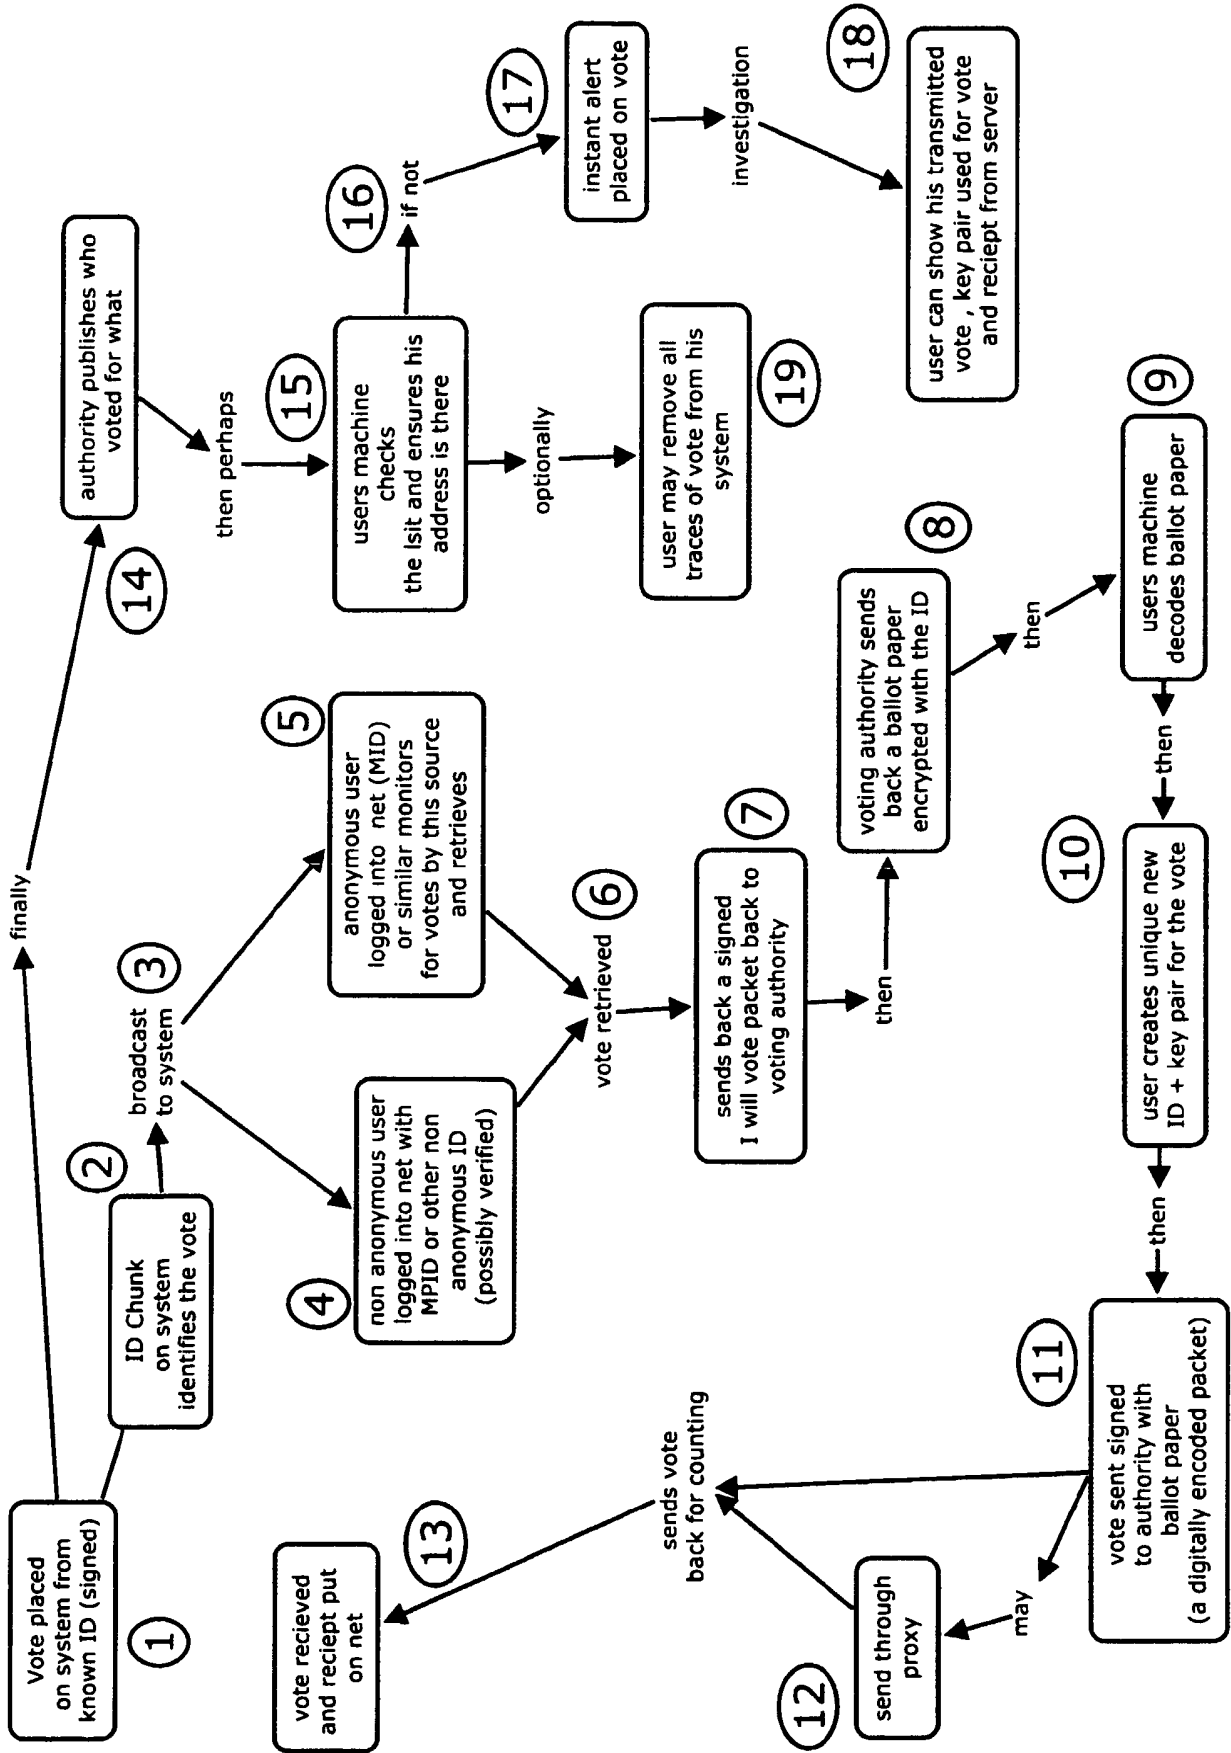 Vote placed
on system from
known ID (signed)
1
ID Chunk
on system
identifies the vote
2
broadcast
to system
3
non anonymous user
logged into net with
MPID or other non
anonymous ID
(possibly verified)
4
anonymous user
logged into net (MID)
or similar monitors
for votes by this source
and retrieves
5
vote retrieved
6
sends back a signed
I will vote packet back to
voting authority
7
then
voting authority sends
back a ballot paper
encrypted with the ID
8
then
users machine
decodes ballot paper
9
then
user creates unique new
ID + key pair for the vote
10
then
vote sent signed
to authority with
ballot paper
(a digitally encoded packet)
11
may
send through
proxy
12
sends vote
back for counting
vote recieved
and reciept put
on net
13
finally
authority publishes who
voted for what
14
then perhaps
users machine
checks
the lsit and ensures his
address is there
15
if not
16
instant alert
placed on vote
17
investigation
user can show his transmitted
vote , key pair used for vote
and reciept from server
18
optionally
user may remove all
traces of vote from his
system
19